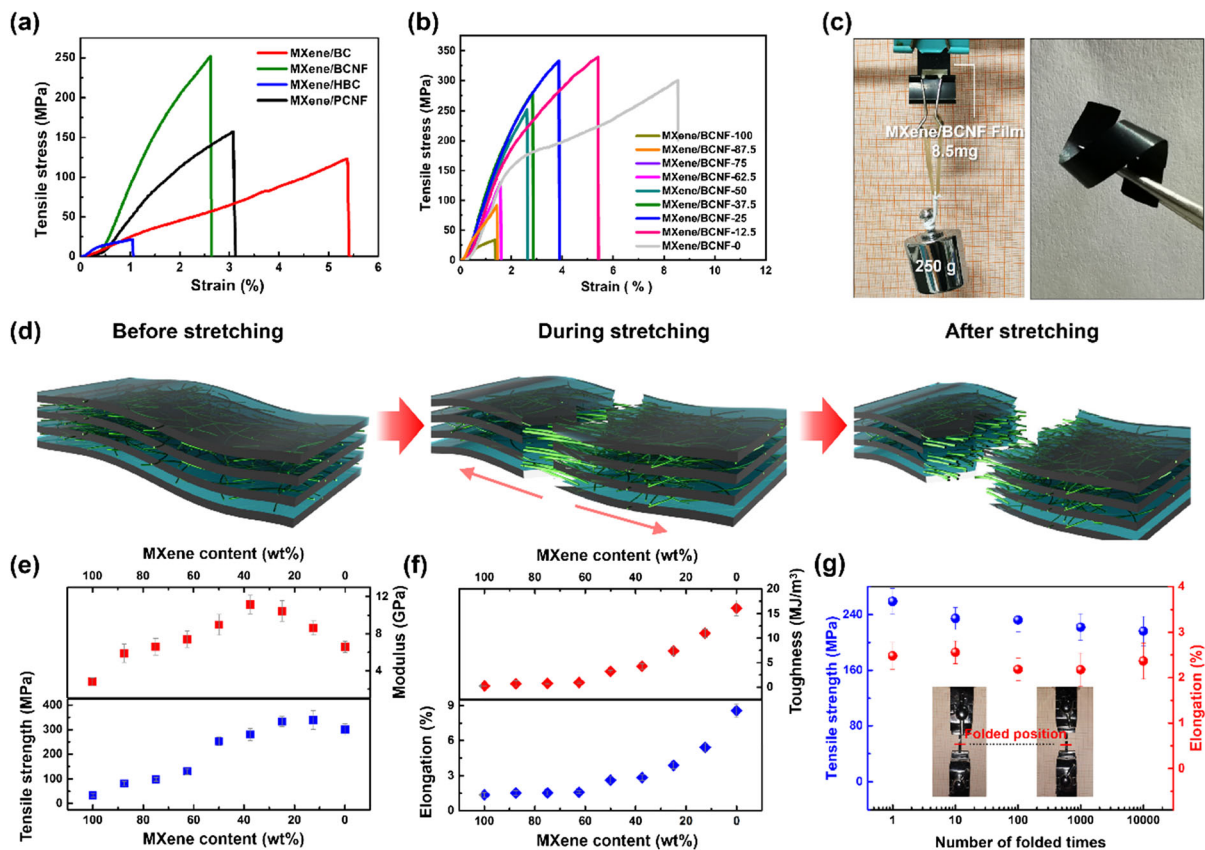 (a)
250
200
150
100
50
0
Tensile stress (MPa)
MXene/BC
MXene/BCNF
MXene/HBC
MXene/PCNF
0 1 2 3 4 5 6
Strain (%)
(b)
350
300
250
200
150
100
50
0
Tensile stress (MPa)
MXene/BCNF-100
MXene/BCNF-87.5
MXene/BCNF-75
MXene/BCNF-62.5
MXene/BCNF-50
MXene/BCNF-37.5
MXene/BCNF-25
MXene/BCNF-12.5
MXene/BCNF-0
0 2 4 6 8 10 12
Strain ( % )
(c)
MXene/BCNF Film
8.5mg
250 g
(d)
Before stretching
During stretching
After stretching
(e)
MXene content (wt%)
100 80 60 40 20 0
12
8
4
Modulus (GPa)
400
300
200
100
0
Tensile strength (MPa)
100 80 60 40 20 0
MXene content (wt%)
(f)
MXene content (wt%)
100 80 60 40 20 0
20
15
10
5
0
Toughness (MJ/m³)
9
6
3
0
Elongation (%)
100 80 60 40 20 0
MXene content (wt%)
(g)
240
160
80
0
Tensile strength (MPa)
4
3
2
1
0
Elongation (%)
Folded position
1 10 100 1000 10000
Number of folded times